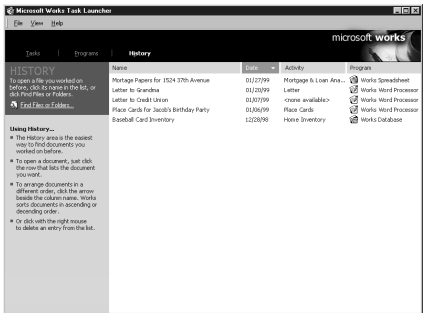 Microsoft Works Task Launcher
File View Help
microsoft works
Tasks | Programs | History
HISTORY
To open a file you worked on
before, click its name in the list, or
click Find Files or Folders.
Find Files or Folders...
Using History...
The History area is the easiest
way to find documents you
worked on before.
To open a document, just click
the row that lists the document
you want.
To arrange documents in a
different order, click the arrow
beside the column name. Works
sorts documents in ascending or
decending order.
Or click with the right mouse
to delete an entry from the list.
Name Date Activity Program
Mortage Papers for 1524 37th Avenue 01/27/99 Mortgage & Loan Ana... Works Spreadsheet
Letter to Grandma 01/20/99 Letter Works Word Processor
Letter to Credit Union 01/07/99 <none available> Works Word Processor
Place Cards for Jacob's Birthday Party 01/06/99 Place Cards Works Word Processor
Baseball Card Inventory 12/28/98 Home Inventory Works Database